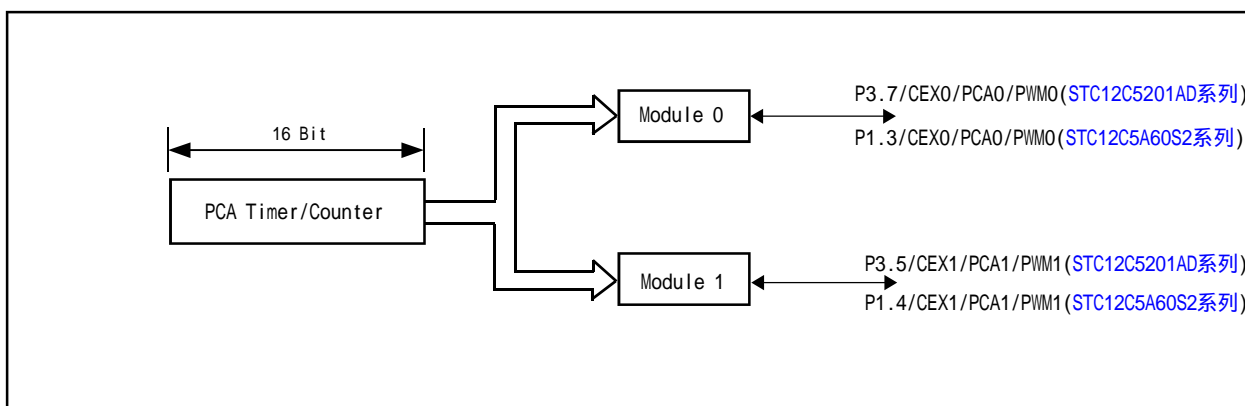 16 Bit
PCA Timer/Counter
Module 0
P3.7/CEX0/PCA0/PWM0(STC12C5201AD系列)
P1.3/CEX0/PCA0/PWM0(STC12C5A60S2系列)
Module 1
P3.5/CEX1/PCA1/PWM1(STC12C5201AD系列)
P1.4/CEX1/PCA1/PWM1(STC12C5A60S2系列)